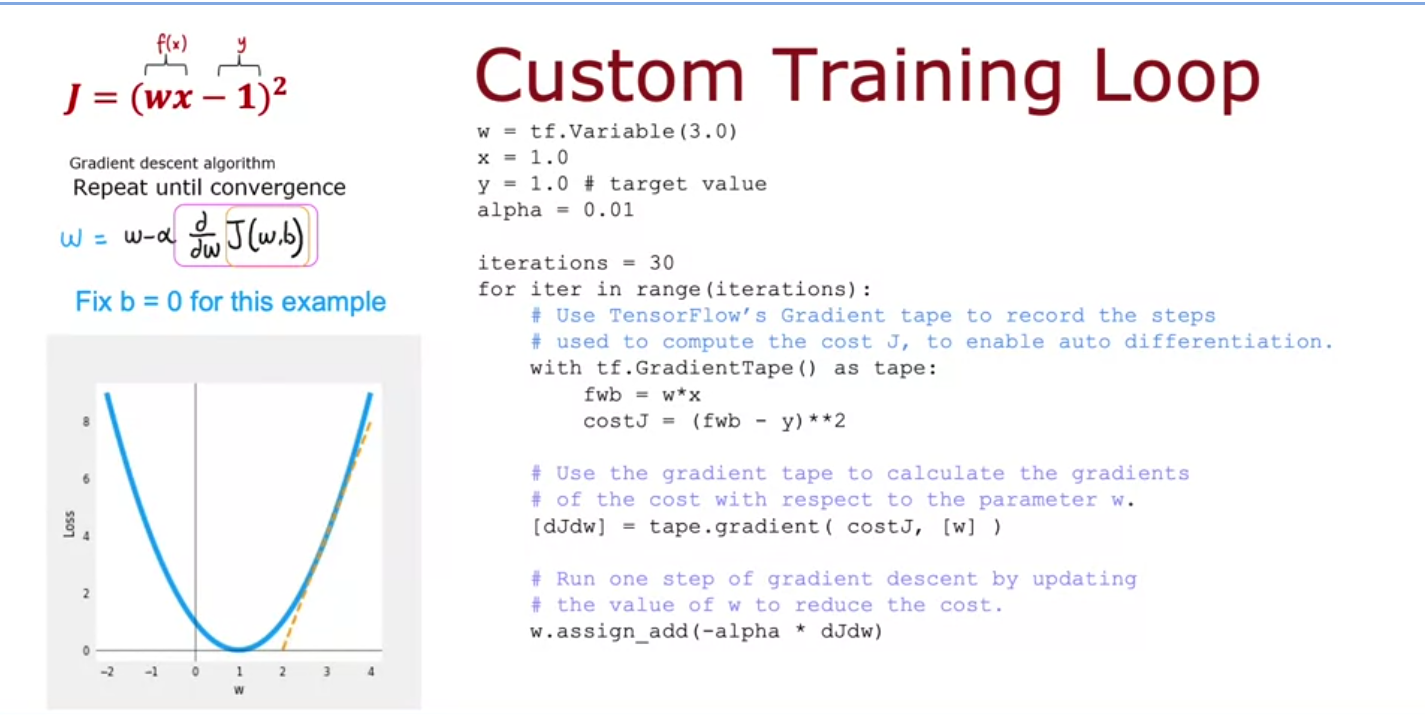 f(x) y
J = (wx – 1)²
Gradient descent algorithm
Repeat until convergence
w = w-α d/dw J(w,b)
Fix b = 0 for this example
Loss
8
6
4
2
0
-2 -1 0 1 2 3 4
w
Custom Training Loop
w = tf.Variable(3.0)
x = 1.0
y = 1.0 # target value
alpha = 0.01
iterations = 30
for iter in range(iterations):
# Use TensorFlow’s Gradient tape to record the steps
# used to compute the cost J, to enable auto differentiation.
with tf.GradientTape() as tape:
fwb = w*x
costJ = (fwb - y)**2
# Use the gradient tape to calculate the gradients
# of the cost with respect to the parameter w.
[dJdw] = tape.gradient( costJ, [w] )
# Run one step of gradient descent by updating
# the value of w to reduce the cost.
w.assign_add(-alpha * dJdw)